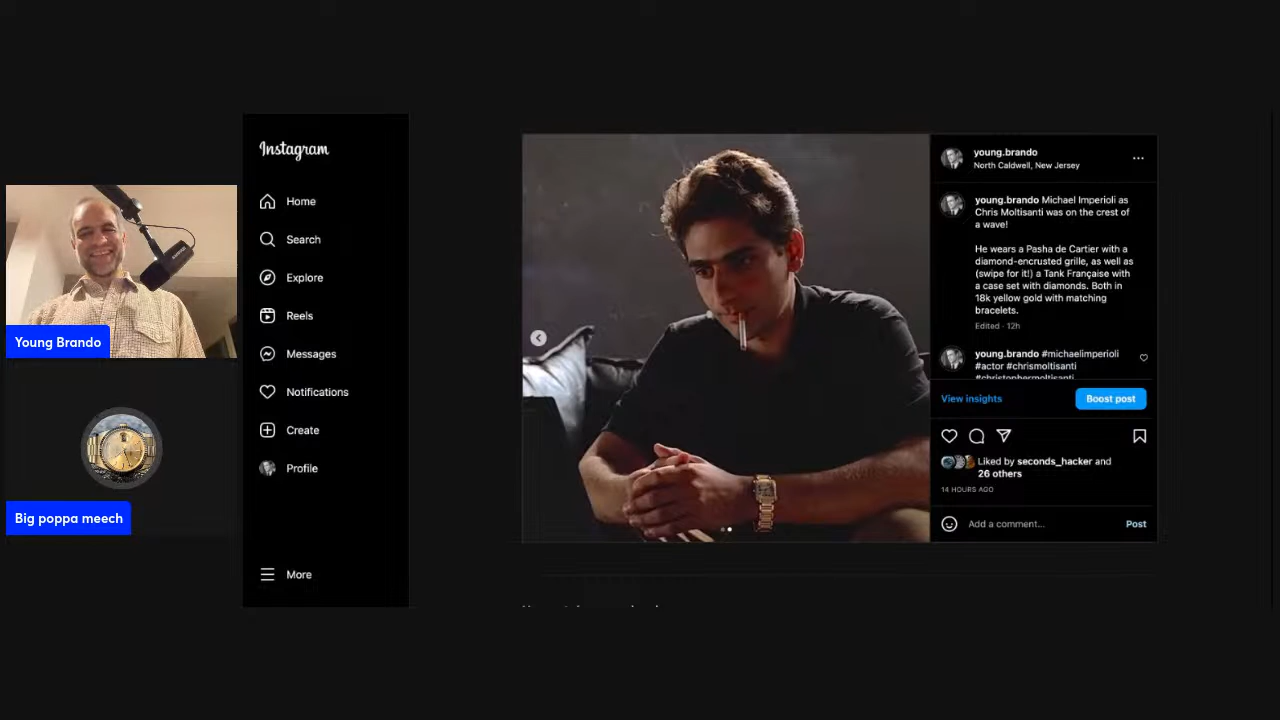 Young Brando
Big poppa meech
Instagram
Home
Search
Explore
Reels
Messages
Notifications
Create
Profile
More
young.brando
North Caldwell, New Jersey
young.brando Michael Imperioli as
Chris Moltisanti was on the crest of
a wave!
He wears a Pasha de Cartier with a
diamond-encrusted grille, as well as
(swipe for it!) a Tank Française with
a case set with diamonds. Both in
18k yellow gold with matching
bracelets.
Edited · 12h
young.brando #michaelimperioli
#actor #chrismoltisanti
#christophermoltisanti
View insights
Boost post
Liked by seconds_hacker and
26 others
14 HOURS AGO
Add a comment...
Post